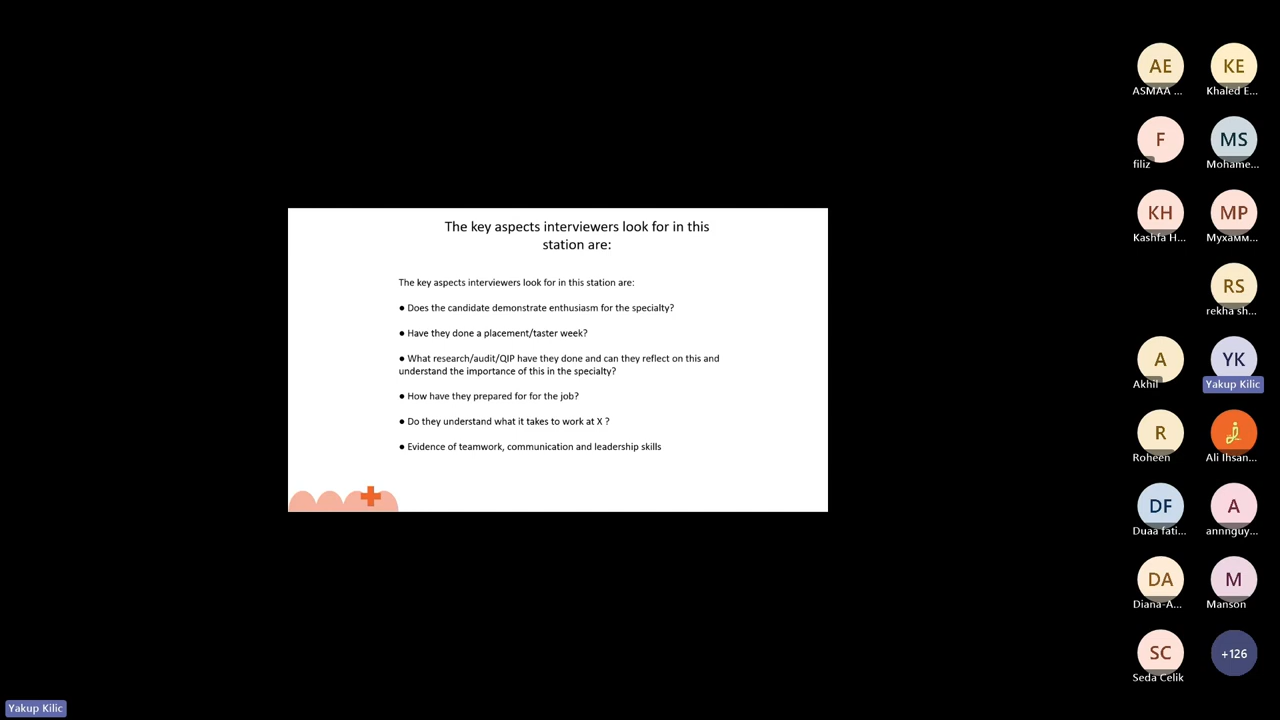 The key aspects interviewers look for in this
station are:
The key aspects interviewers look for in this station are:
● Does the candidate demonstrate enthusiasm for the specialty?
● Have they done a placement/taster week?
● What research/audit/QIP have they done and can they reflect on this and
understand the importance of this in the specialty?
● How have they prepared for for the job?
● Do they understand what it takes to work at X ?
● Evidence of teamwork, communication and leadership skills
AE
ASMAA ...
KE
Khaled E...
F
filiz
MS
Mohame...
KH
Kashfa H...
MP
Мухамм...
RS
rekha sh...
A
Akhil
YK
Yakup Kilic
R
Roheen
Ali Ihsan...
DF
Duaa fati...
A
annnguy...
DA
Diana-A...
M
Manson
SC
Seda Celik
+126
Yakup Kilic